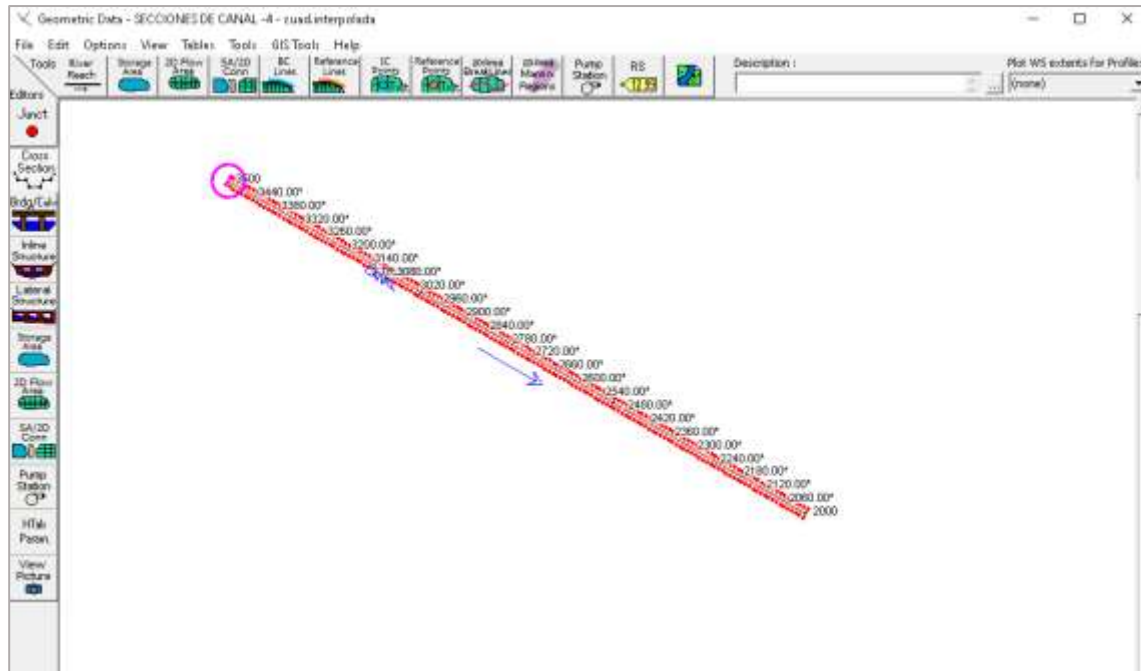 Geometric Data - SECCIONES DE CANAL -4 - cuad.interpolada
File Edit Options View Tables Tools GIS Tools Help
Tools
River Reach
Storage Area
2D Flow Area
SA/2D Conn
BC Lines
Reference Lines
IC Points
Reference Points
Regions
Pump Station
RS
Description :
Plot WS extents for Profile:
(none)
Editors
Junct.
Cross Section
Brdg/Culv
Inline Structure
Lateral Structure
Storage Area
2D Flow Area
SA/2D Conn
Pump Station
HTab Param.
View Picture
3500
3440.00*
3380.00*
3320.00*
3260.00*
3200.00*
3140.00*
3080.00*
3020.00*
2960.00*
2900.00*
2840.00*
2780.00*
2720.00*
2660.00*
2600.00*
2540.00*
2480.00*
2420.00*
2360.00*
2300.00*
2240.00*
2180.00*
2120.00*
2060.00*
2000